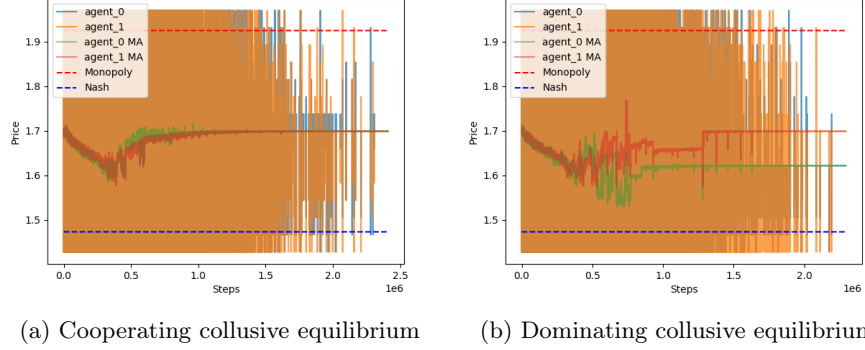 agent_0
agent_1
agent_0 MA
agent_1 MA
Monopoly
Nash
1.9
1.8
1.7
1.6
1.5
Price
0.0
0.5
1.0
1.5
2.0
2.5
Steps
1e6
(a) Cooperating collusive equilibrium
agent_0
agent_1
agent_0 MA
agent_1 MA
Monopoly
Nash
1.9
1.8
1.7
1.6
1.5
Price
0.0
0.5
1.0
1.5
2.0
Steps
1e6
(b) Dominating collusive equilibriu